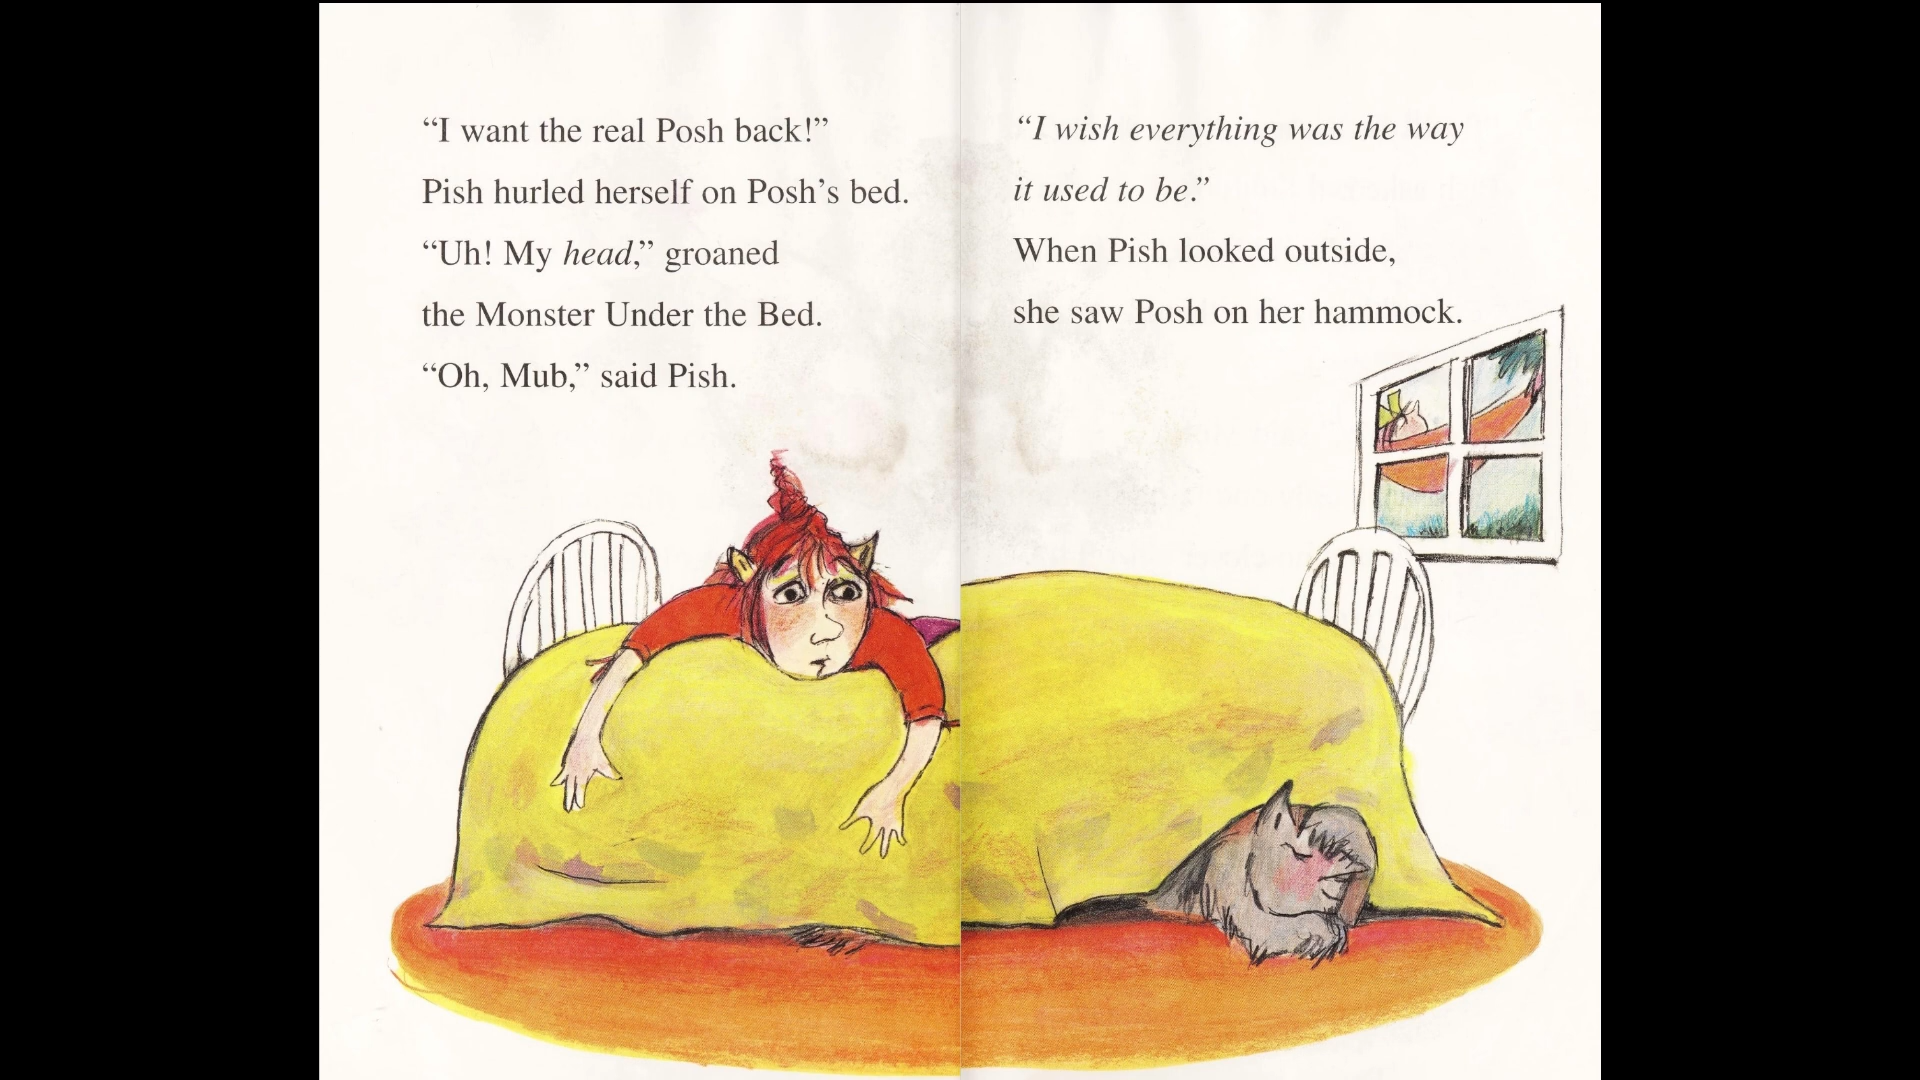 “I want the real Posh back!”
Pish hurled herself on Posh’s bed.
“Uh! My head,” groaned
the Monster Under the Bed.
“Oh, Mub,” said Pish.
“I wish everything was the way
it used to be.”
When Pish looked outside,
she saw Posh on her hammock.